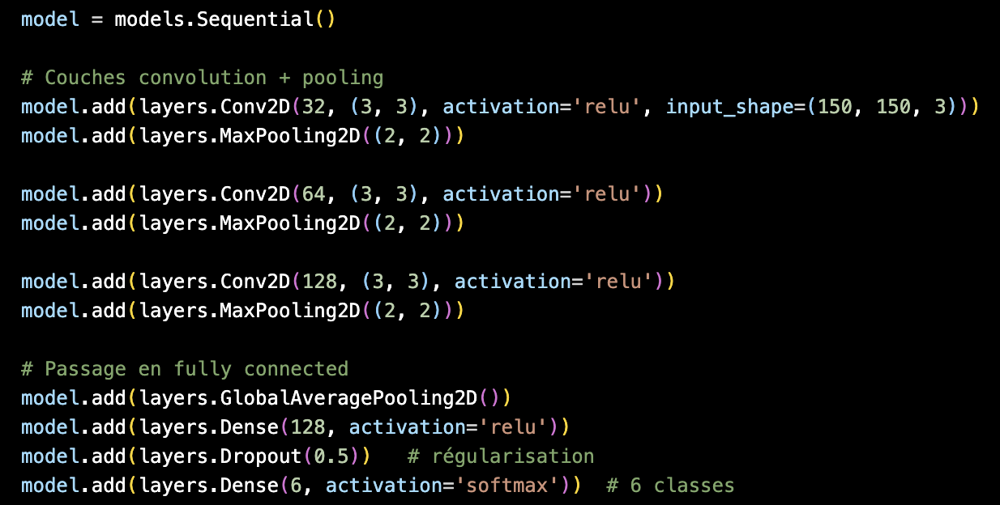 model = models.Sequential()
# Couches convolution + pooling
model.add(layers.Conv2D(32, (3, 3), activation='relu', input_shape=(150, 150, 3)))
model.add(layers.MaxPooling2D((2, 2)))
model.add(layers.Conv2D(64, (3, 3), activation='relu'))
model.add(layers.MaxPooling2D((2, 2)))
model.add(layers.Conv2D(128, (3, 3), activation='relu'))
model.add(layers.MaxPooling2D((2, 2)))
# Passage en fully connected
model.add(layers.GlobalAveragePooling2D())
model.add(layers.Dense(128, activation='relu'))
model.add(layers.Dropout(0.5))   # régularisation
model.add(layers.Dense(6, activation='softmax'))  # 6 classes